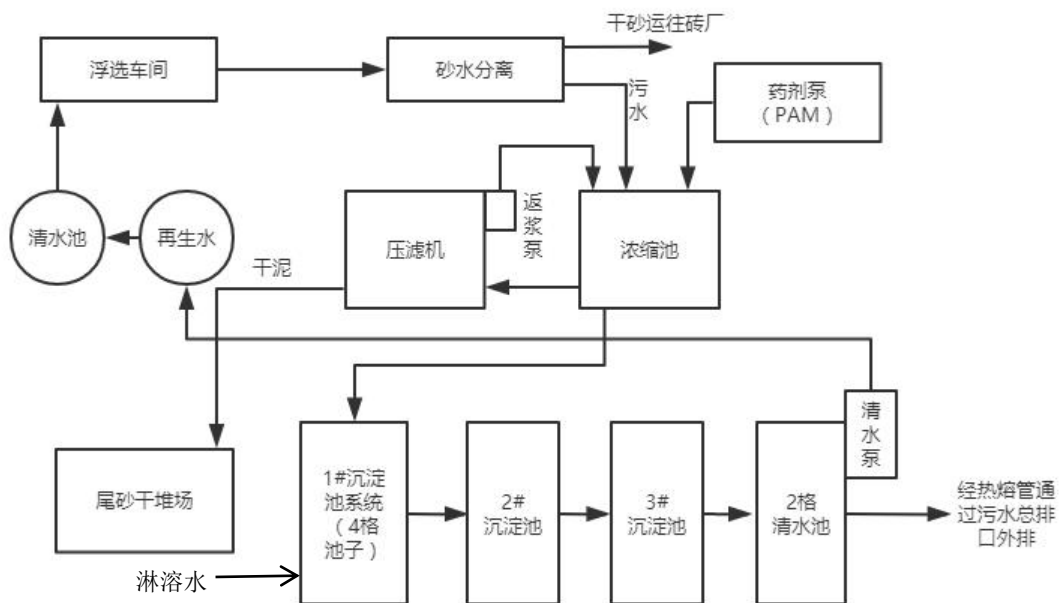 干砂运往砖厂
浮选车间
砂水分离
污
水
药剂泵
（PAM）
清水池
再生水
压滤机
返
浆
泵
浓缩池
干泥
尾砂干堆场
1#沉淀
池系统
（4格
池子）
2#
沉淀池
3#
沉淀池
2格
清水池
清
水
泵
经热熔管通
过污水总排
口外排
淋溶水